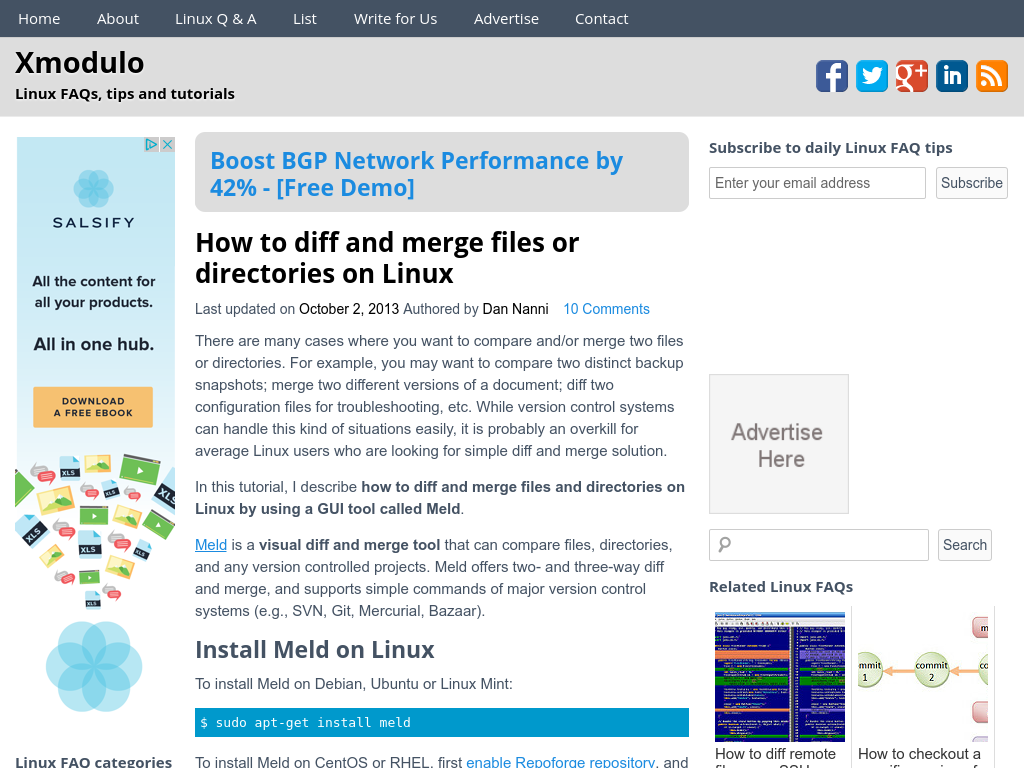 Home About Linux Q & A List Write for Us Advertise Contact
Xmodulo
Linux FAQs, tips and tutorials
SALSIFY
All the content for
all your products.
All in one hub.
DOWNLOAD
A FREE EBOOK
XLS
XLS
XLS
XLS
XLS
XLS
XLS
Linux FAQ categories
Boost BGP Network Performance by
42% - [Free Demo]
How to diff and merge files or
directories on Linux
Last updated on October 2, 2013 Authored by Dan Nanni 10 Comments
There are many cases where you want to compare and/or merge two files
or directories. For example, you may want to compare two distinct backup
snapshots; merge two different versions of a document; diff two
configuration files for troubleshooting, etc. While version control systems
can handle this kind of situations easily, it is probably an overkill for
average Linux users who are looking for simple diff and merge solution.
In this tutorial, I describe how to diff and merge files and directories on
Linux by using a GUI tool called Meld.
Meld is a visual diff and merge tool that can compare files, directories,
and any version controlled projects. Meld offers two- and three-way diff
and merge, and supports simple commands of major version control
systems (e.g., SVN, Git, Mercurial, Bazaar).
Install Meld on Linux
To install Meld on Debian, Ubuntu or Linux Mint:
$ sudo apt-get install meld
To install Meld on CentOS or RHEL, first enable Repoforge repository, and
Subscribe to daily Linux FAQ tips
Enter your email address Subscribe
Advertise
Here
Search
Related Linux FAQs
commit
2
How to diff remote
How to checkout a